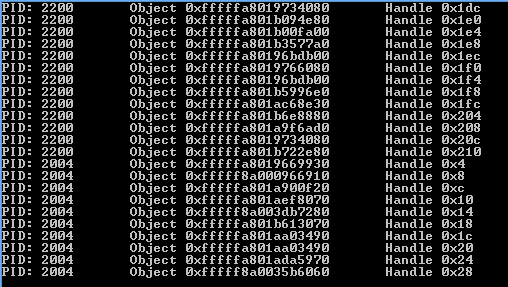 PID: 2200 Object 0xfffffa8019734080 Handle 0x1dc
PID: 2200 Object 0xfffffa801b094e80 Handle 0x1e0
PID: 2200 Object 0xfffffa801b00fa00 Handle 0x1e4
PID: 2200 Object 0xfffffa801b3577a0 Handle 0x1e8
PID: 2200 Object 0xfffffa80196bdb00 Handle 0x1ec
PID: 2200 Object 0xfffffa8019766080 Handle 0x1f0
PID: 2200 Object 0xfffffa80196bdb00 Handle 0x1f4
PID: 2200 Object 0xfffffa801b5996e0 Handle 0x1f8
PID: 2200 Object 0xfffffa801ac68e30 Handle 0x1fc
PID: 2200 Object 0xfffffa801b6e8880 Handle 0x204
PID: 2200 Object 0xfffffa801a9f6ad0 Handle 0x208
PID: 2200 Object 0xfffffa8019734080 Handle 0x20c
PID: 2200 Object 0xfffffa801b722e80 Handle 0x210
PID: 2004 Object 0xfffffa8019669930 Handle 0x4
PID: 2004 Object 0xfffff8a000966910 Handle 0x8
PID: 2004 Object 0xfffffa801a900f20 Handle 0xc
PID: 2004 Object 0xfffffa801aef8070 Handle 0x10
PID: 2004 Object 0xfffff8a003db7280 Handle 0x14
PID: 2004 Object 0xfffffa801b613070 Handle 0x18
PID: 2004 Object 0xfffffa801aa03490 Handle 0x1c
PID: 2004 Object 0xfffffa801aa03490 Handle 0x20
PID: 2004 Object 0xfffffa801ada5970 Handle 0x24
PID: 2004 Object 0xfffff8a0035b6060 Handle 0x28